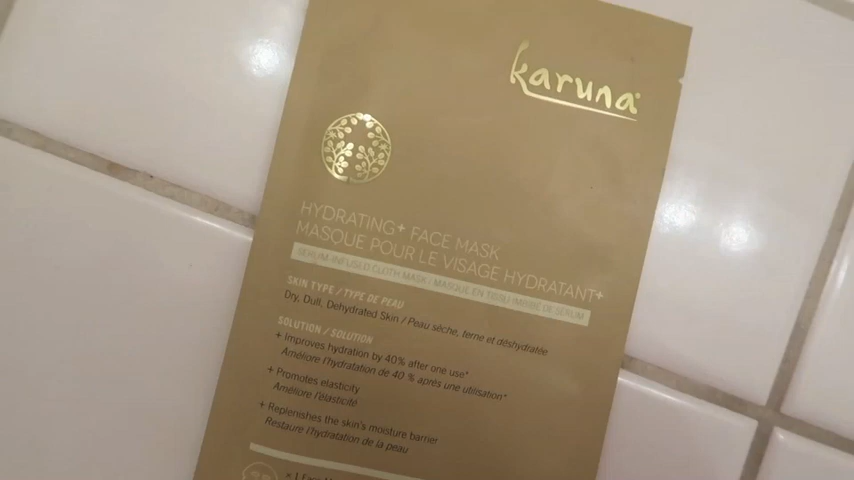 karuna
HYDRATING+ FACE MASK
MASQUE POUR LE VISAGE HYDRATANT+
SERUM INFUSED CLOTH MASK / MASQUE EN TISSU IMBIBÉ DE SÉRUM
SKIN TYPE / TYPE DE PEAU
Dry, Dull, Dehydrated Skin / Peau sèche, terne et déshydratée
SOLUTION / SOLUTION
+ Improves hydration by 40% after one use*
Améliore l'hydratation de 40 % après une utilisation*
+ Promotes elasticity
Améliore l'élasticité
+ Replenishes the skin's moisture barrier
Restaure l'hydratation de la peau